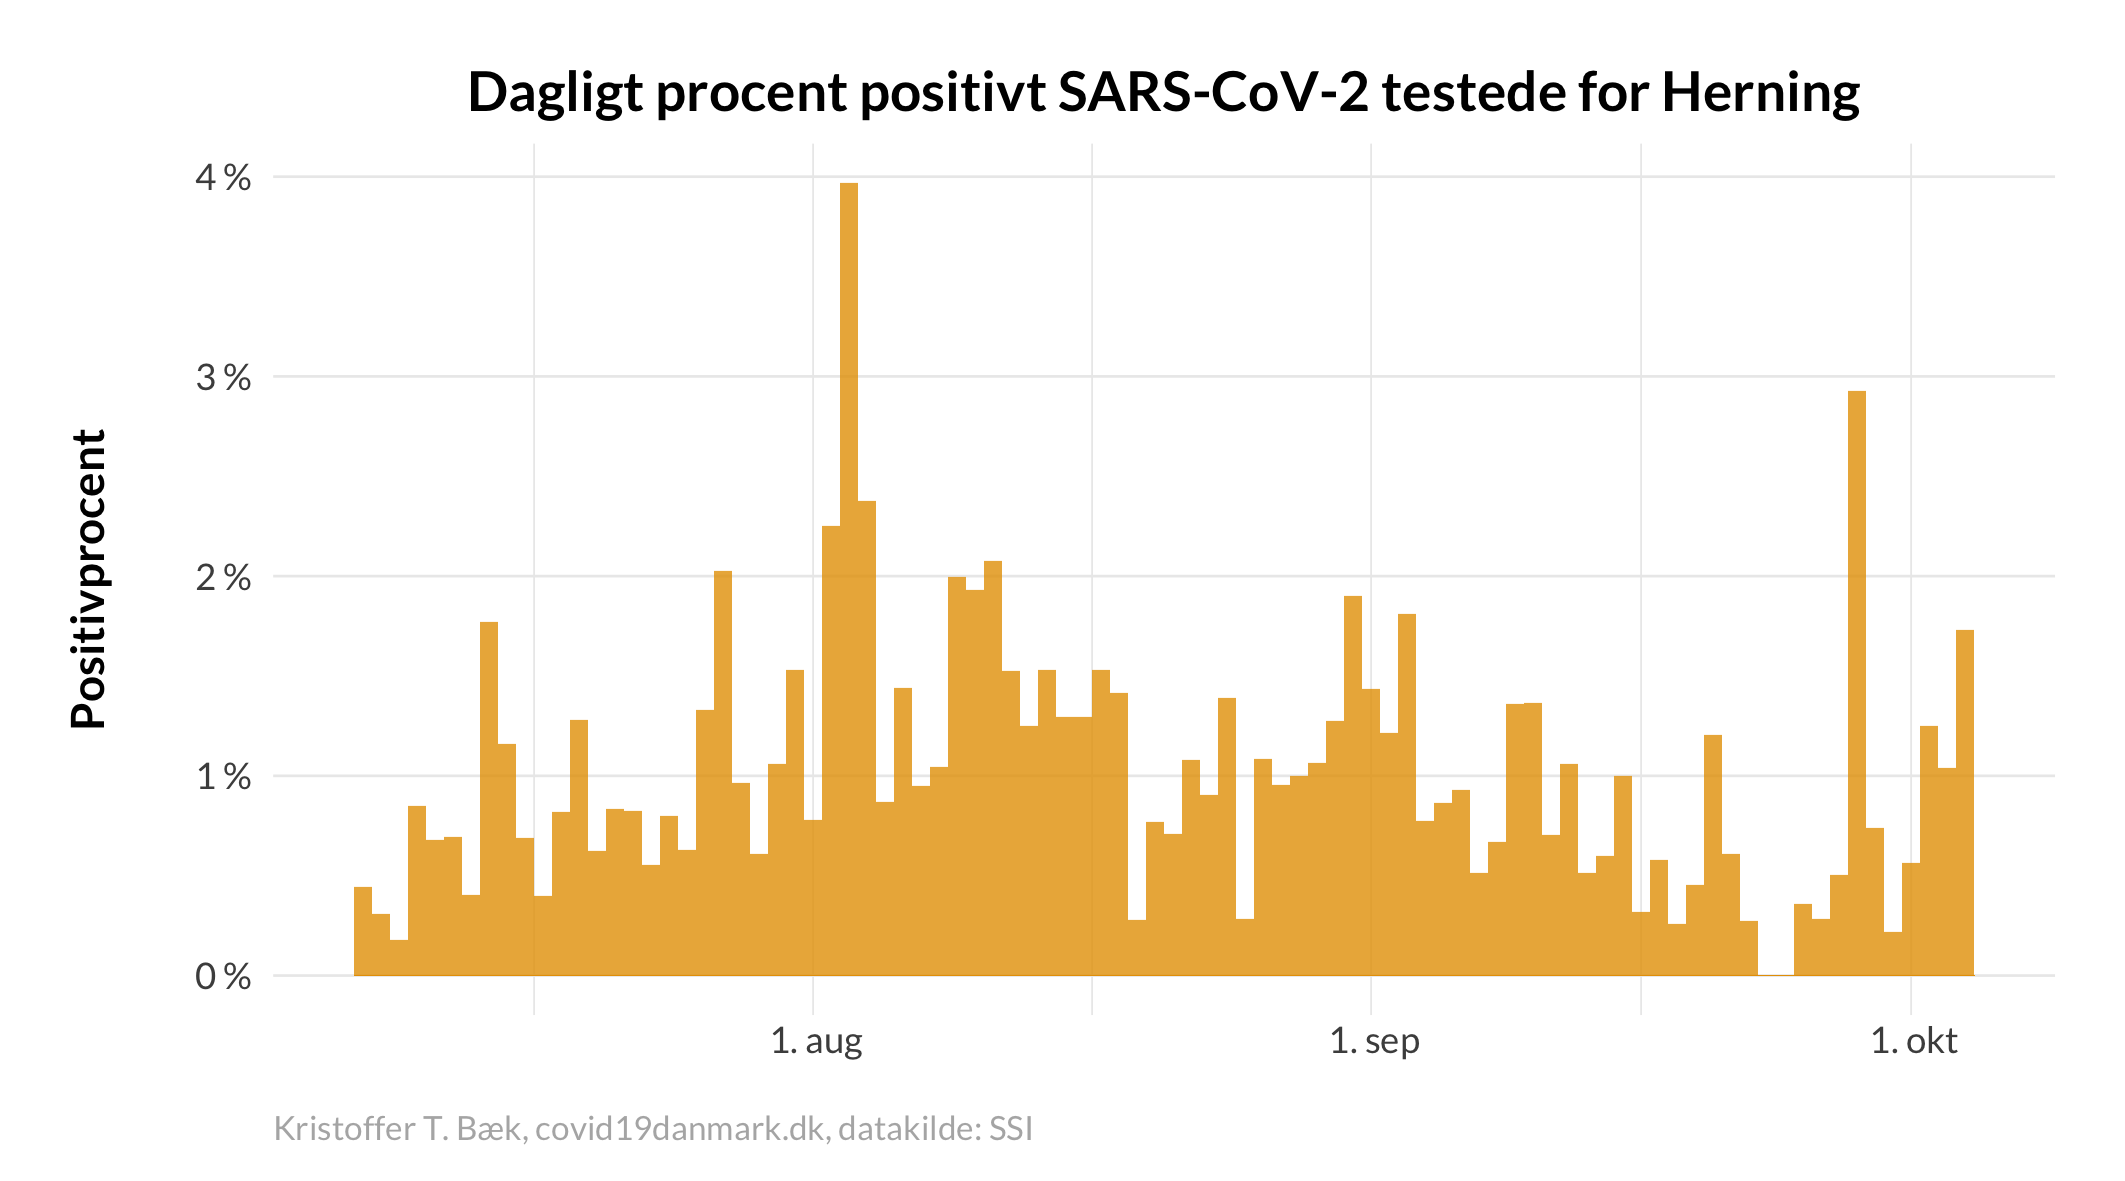 Dagligt procent positivt SARS-CoV-2 testede for Herning
Positivprocent
4 %
3 %
2 %
1 %
0 %
1. aug
1. sep
1. okt
Kristoffer T. Bæk, covid19danmark.dk, datakilde: SSI